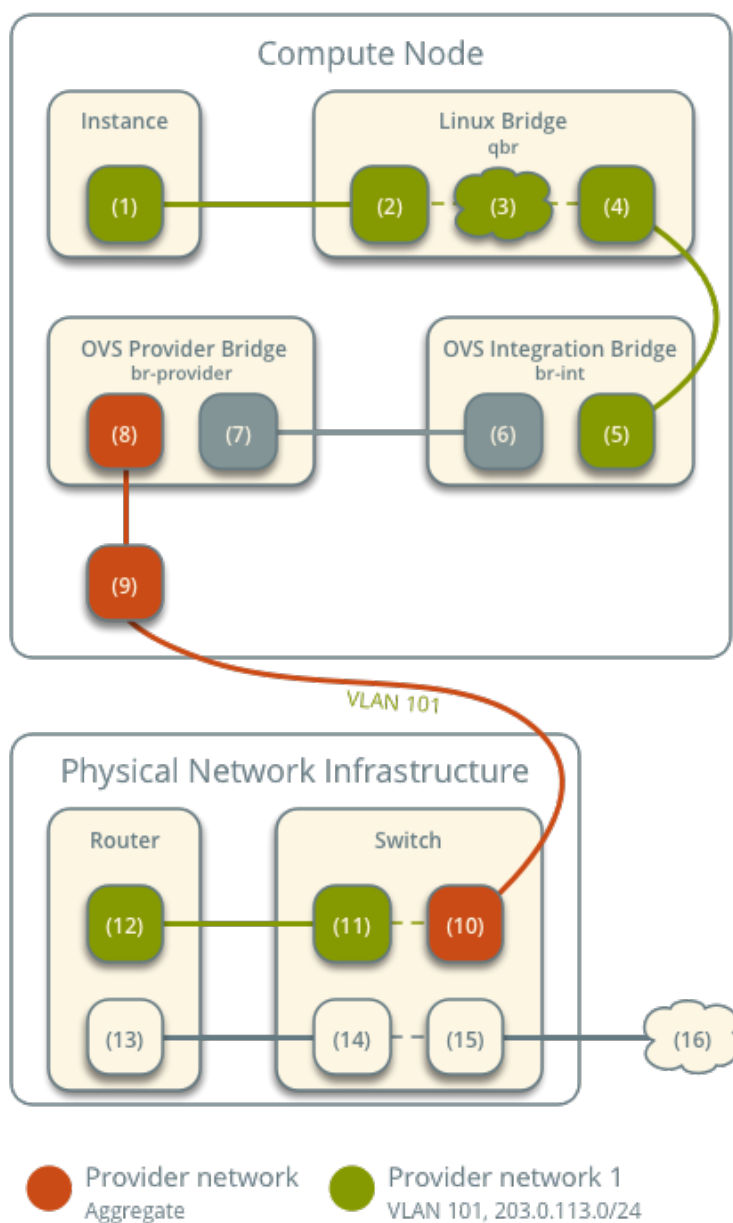 Compute Node
Instance
Linux Bridge
qbr
(1)
(2)
(3)
(4)
OVS Provider Bridge
br-provider
OVS Integration Bridge
br-int
(8)
(7)
(6)
(5)
(9)
VLAN 101
Physical Network Infrastructure
Router
Switch
(12)
(11)
(10)
(13)
(14)
(15)
(16)
Provider network
Aggregate
Provider network 1
VLAN 101, 203.0.113.0/24